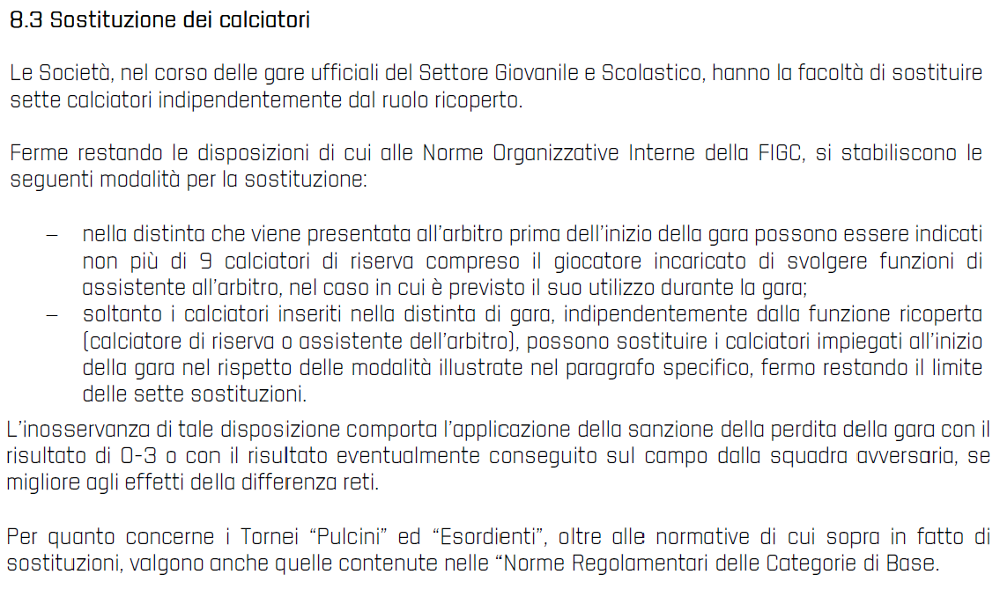 8.3 Sostituzione dei calciatori
Le Società, nel corso delle gare ufficiali del Settore Giovanile e Scolastico, hanno la facoltà di sostituire
sette calciatori indipendentemente dal ruolo ricoperto.
Ferme restando le disposizioni di cui alle Norme Organizzative Interne della FIGC, si stabiliscono le
seguenti modalità per la sostituzione:
– nella distinta che viene presentata all'arbitro prima dell'inizio della gara possono essere indicati
non più di 9 calciatori di riserva compreso il giocatore incaricato di svolgere funzioni di
assistente all'arbitro, nel caso in cui è previsto il suo utilizzo durante la gara;
– soltanto i calciatori inseriti nella distinta di gara, indipendentemente dalla funzione ricoperta
(calciatore di riserva o assistente dell'arbitro), possono sostituire i calciatori impiegati all'inizio
della gara nel rispetto delle modalità illustrate nel paragrafo specifico, fermo restando il limite
delle sette sostituzioni.
L'inosservanza di tale disposizione comporta l'applicazione della sanzione della perdita della gara con il
risultato di 0-3 o con il risultato eventualmente conseguito sul campo dalla squadra avversaria, se
migliore agli effetti della differenza reti.
Per quanto concerne i Tornei “Pulcini” ed “Esordienti”, oltre alle normative di cui sopra in fatto di
sostituzioni, valgono anche quelle contenute nelle “Norme Regolamentari delle Categorie di Base.